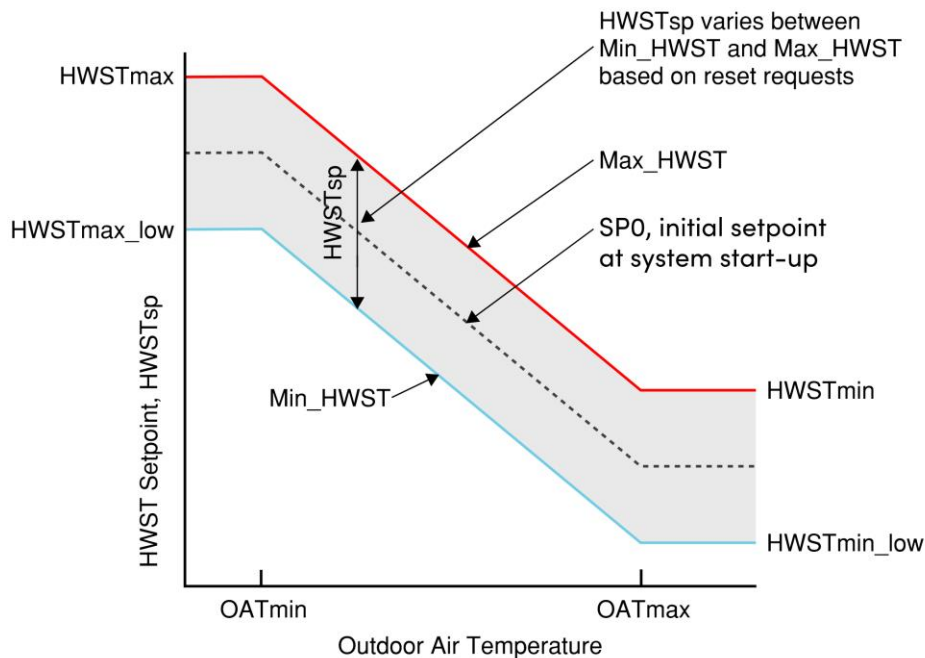 HWSTsp varies between
Min_HWST and Max_HWST
based on reset requests
HWSTmax
Max_HWST
HWSTsp
HWSTmax_low
SP0, initial setpoint
at system start-up
HWST Setpoint, HWSTsp
Min_HWST
HWSTmin
HWSTmin_low
OATmin
OATmax
Outdoor Air Temperature